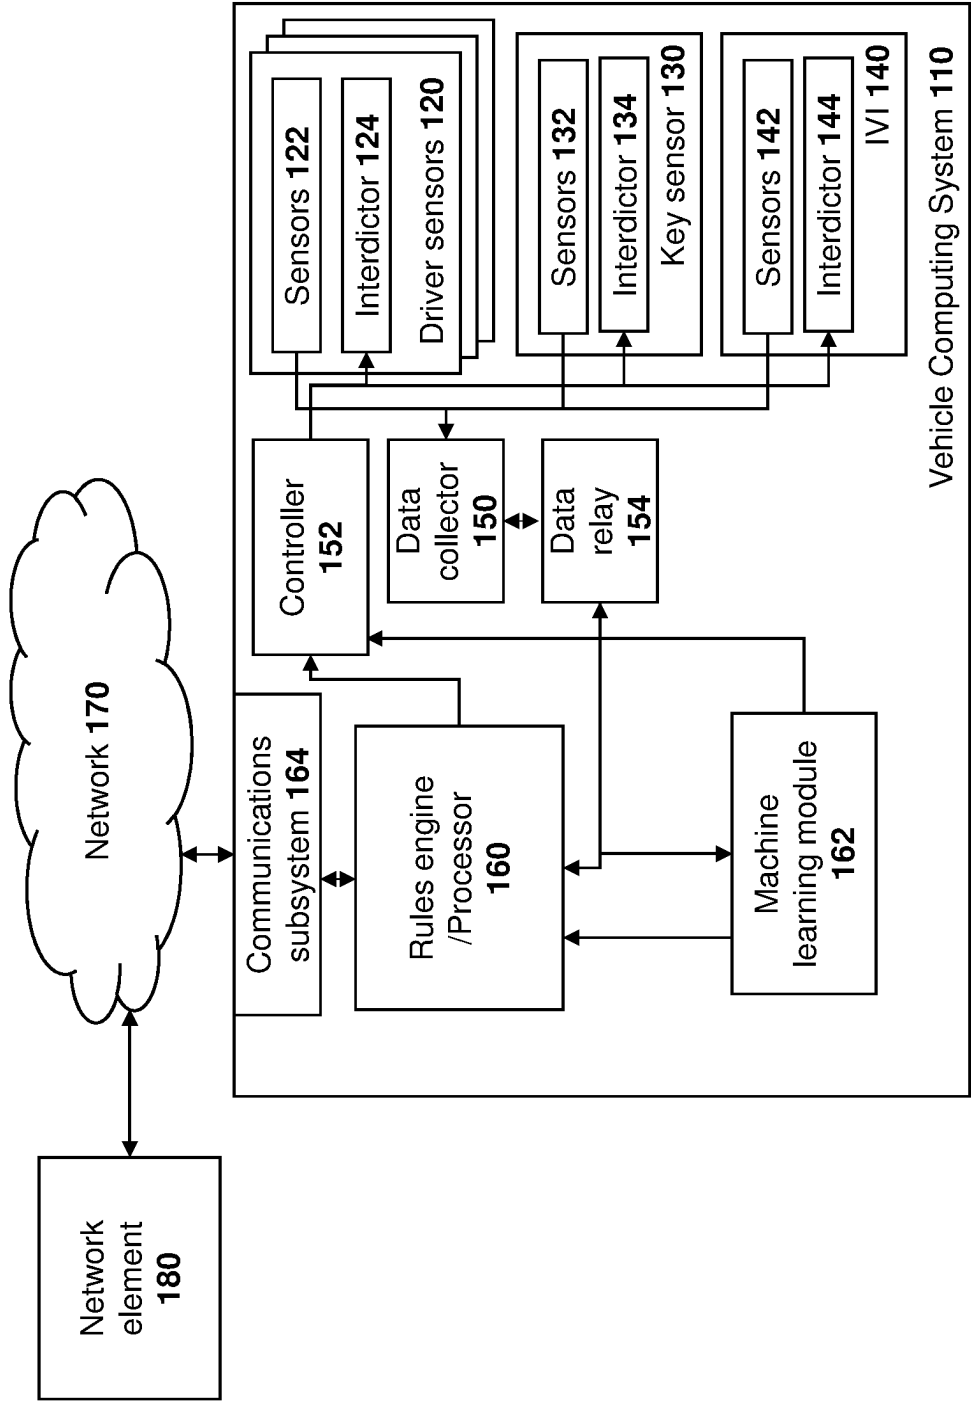 Network
element
180
Network 170
Communications
subsystem 164
Rules engine
/Processor
160
Machine
learning module
162
Controller
152
Data
collector
150
Data
relay
154
Sensors 122
Interdictor 124
Driver sensors 120
Sensors 132
Interdictor 134
Key sensor 130
Sensors 142
Interdictor 144
IVI 140
Vehicle Computing System 110